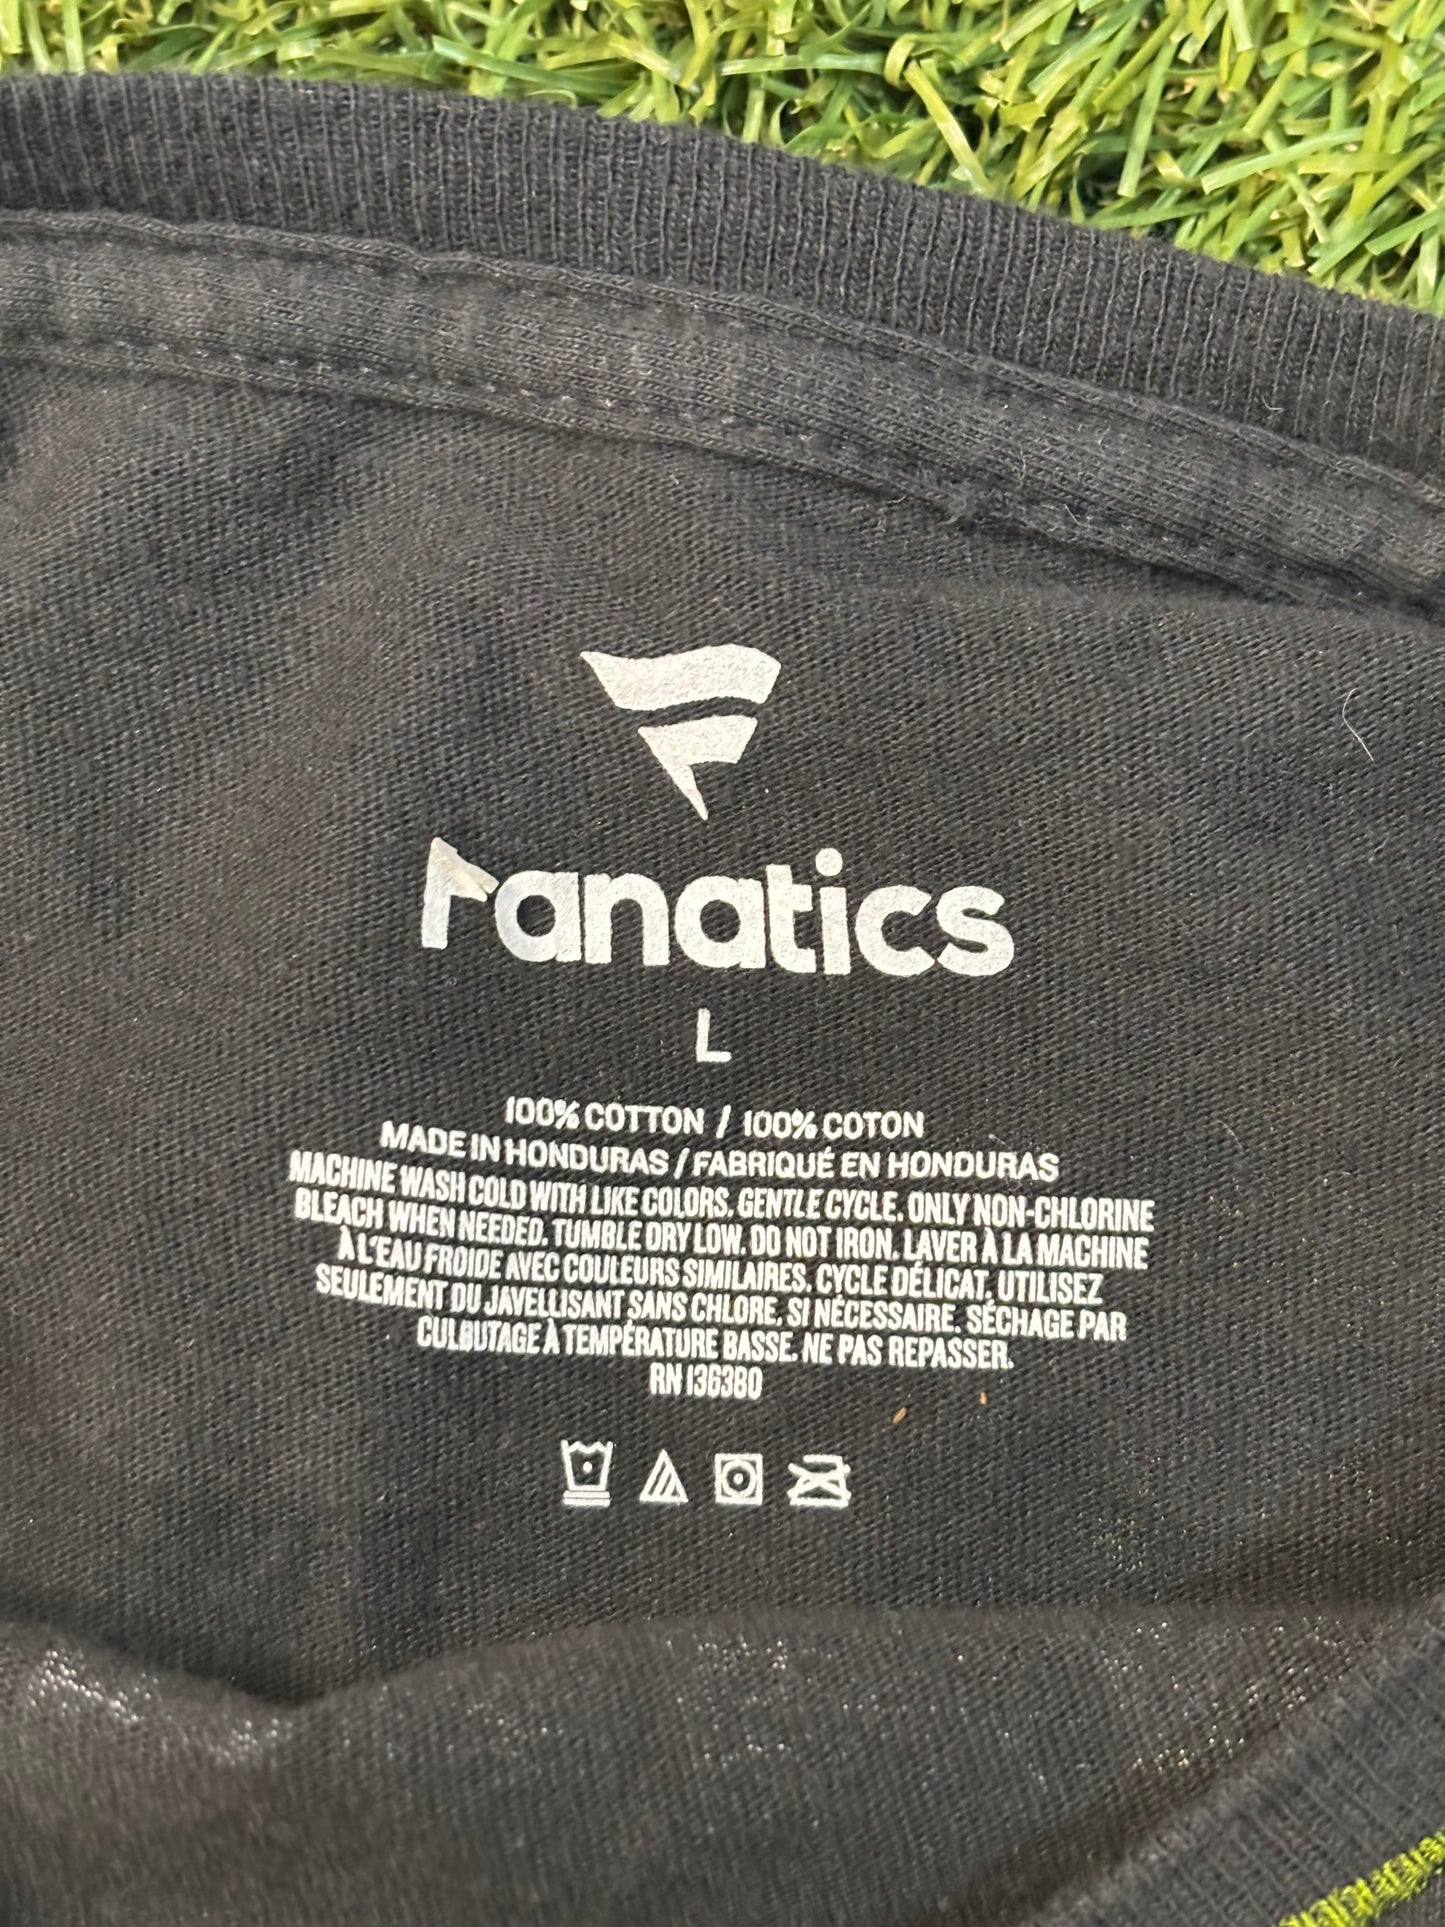 Fanatics
L
100% COTTON / 100% COTON
MADE IN HONDURAS / FABRIQUÉ EN HONDURAS
MACHINE WASH COLD WITH LIKE COLORS. GENTLE CYCLE. ONLY NON-CHLORINE
BLEACH WHEN NEEDED. TUMBLE DRY LOW. DO NOT IRON. LAVER À LA MACHINE
À L'EAU FROIDE AVEC COULEURS SIMILAIRES. CYCLE DÉLICAT. UTILISEZ
SEULEMENT DU JAVELLISANT SANS CHLORE, SI NÉCESSAIRE. SÉCHAGE PAR
CULBUTAGE À TEMPÉRATURE BASSE. NE PAS REPASSER.
RN 136380